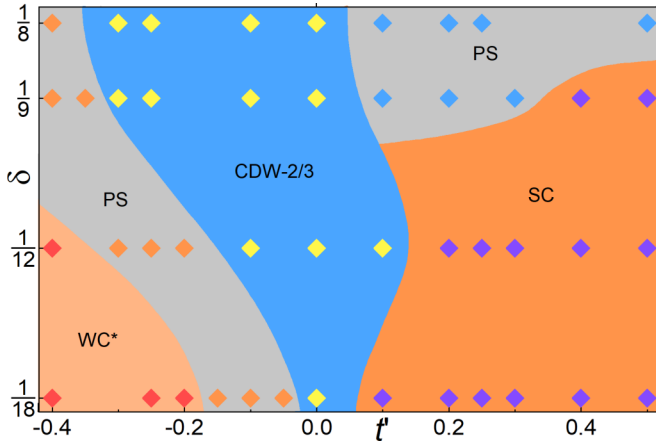 1/8
PS
1/9
CDW-2/3
δ
PS
SC
1/12
WC*
1/18
-0.4
-0.2
0.0
t'
0.2
0.4